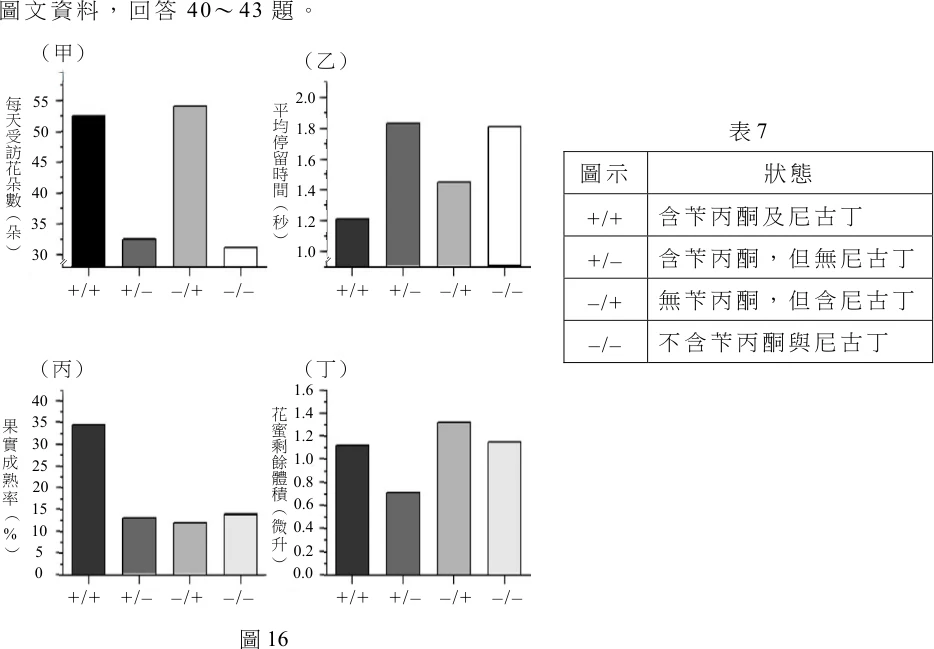 圖文資料，回答 40～43 題。
（甲）
每天受訪花朵數（朵）
55
50
45
40
35
30
+/+ +/– –/+ –/–
（乙）
平均停留時間（秒）
2.0
1.8
1.6
1.4
1.2
1.0
+/+ +/– –/+ –/–
表 7
圖示 狀態
+/+ 含苄丙酮及尼古丁
+/– 含苄丙酮，但無尼古丁
–/+ 無苄丙酮，但含尼古丁
–/– 不含苄丙酮與尼古丁
（丙）
果實成熟率（%）
40
35
30
25
20
15
10
5
0
+/+ +/– –/+ –/–
（丁）
花蜜剩餘體積（微升）
1.6
1.4
1.2
1.0
0.8
0.6
0.4
0.2
0.0
+/+ +/– –/+ –/–
圖 16